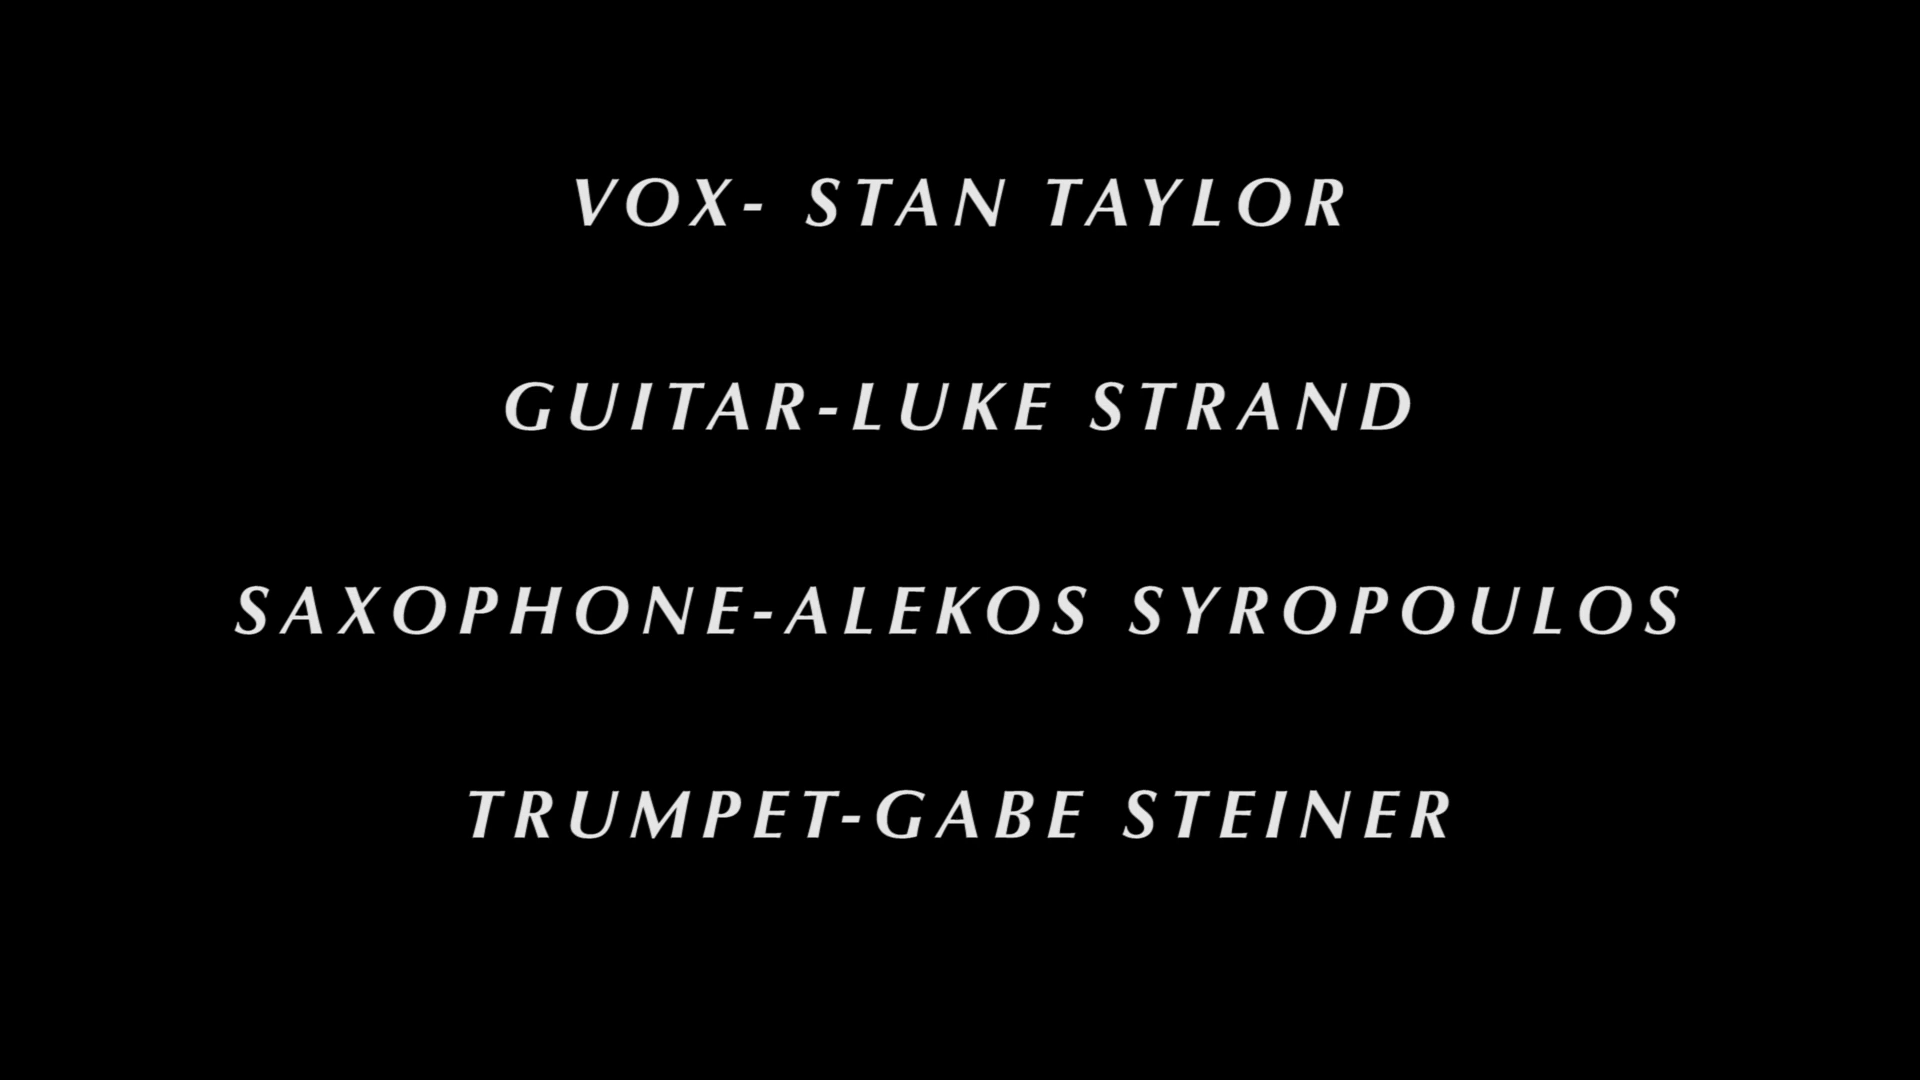 VOX- STAN TAYLOR
GUITAR-LUKE STRAND
SAXOPHONE-ALEKOS SYROPOULOS
TRUMPET-GABE STEINER